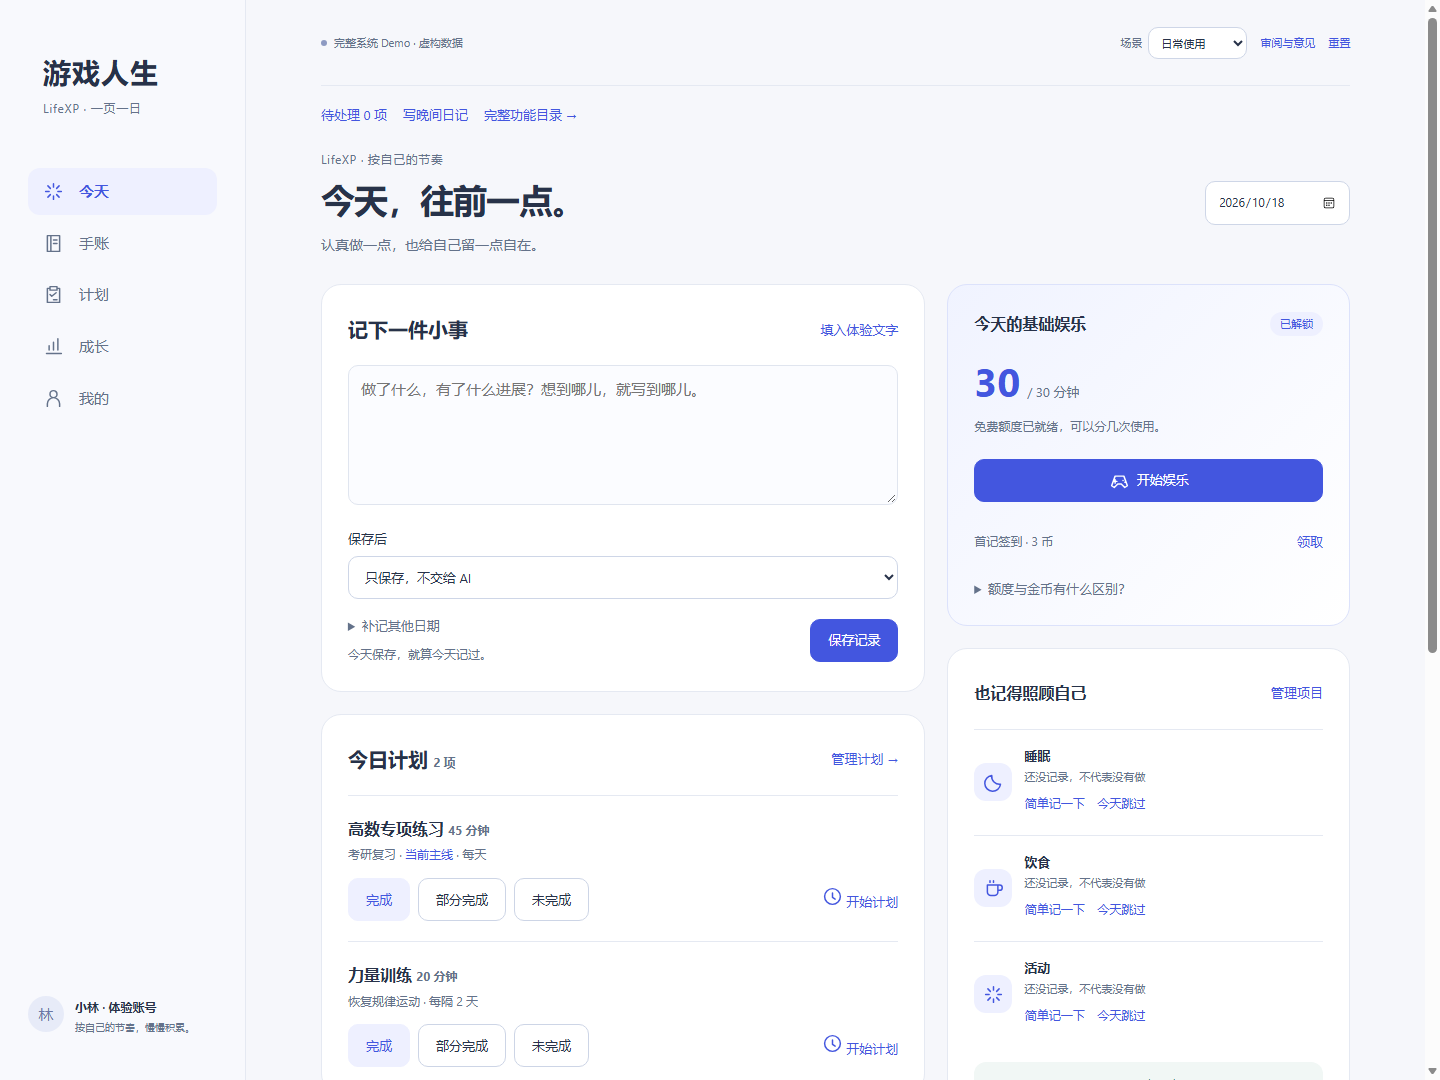 游戏人生
LifeXP · 一页一日
今天
手账
计划
成长
我的
林
小林 · 体验账号
按自己的节奏，慢慢积累。
完整系统 Demo · 虚构数据
场景
日常使用
审阅与意见
重置
待处理 0 项
写晚间日记
完整功能目录 →
LifeXP · 按自己的节奏
今天，往前一点。
认真做一点，也给自己留一点自在。
2026/10/18
记下一件小事
填入体验文字
做了什么，有了什么进展？想到哪儿，就写到哪儿。
保存后
只保存，不交给 AI
补记其他日期
今天保存，就算今天记过。
保存记录
今日计划 2 项
管理计划 →
高数专项练习 45 分钟
考研复习 · 当前主线 · 每天
完成
部分完成
未完成
开始计划
力量训练 20 分钟
恢复规律运动 · 每隔 2 天
完成
部分完成
未完成
开始计划
今天的基础娱乐
已解锁
30 / 30 分钟
免费额度已就绪，可以分几次使用。
开始娱乐
首记签到 · 3 币
领取
额度与金币有什么区别？
也记得照顾自己
管理项目
睡眠
还没记录，不代表没有做
简单记一下
今天跳过
饮食
还没记录，不代表没有做
简单记一下
今天跳过
活动
还没记录，不代表没有做
简单记一下
今天跳过